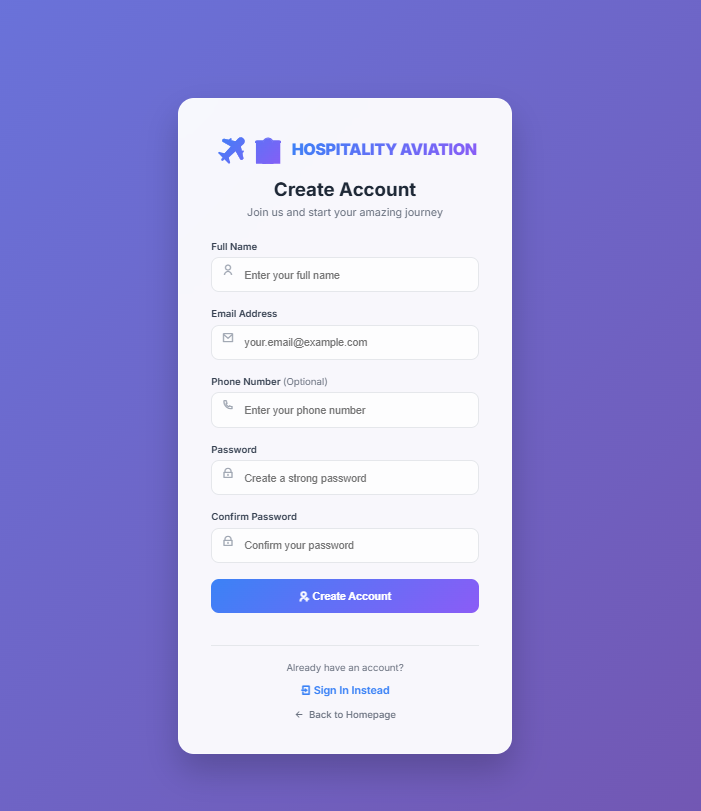 HOSPITALITY AVIATION
Create Account
Join us and start your amazing journey
Full Name
Enter your full name
Email Address
your.email@example.com
Phone Number (Optional)
Enter your phone number
Password
Create a strong password
Confirm Password
Confirm your password
Create Account
Already have an account?
Sign In Instead
← Back to Homepage